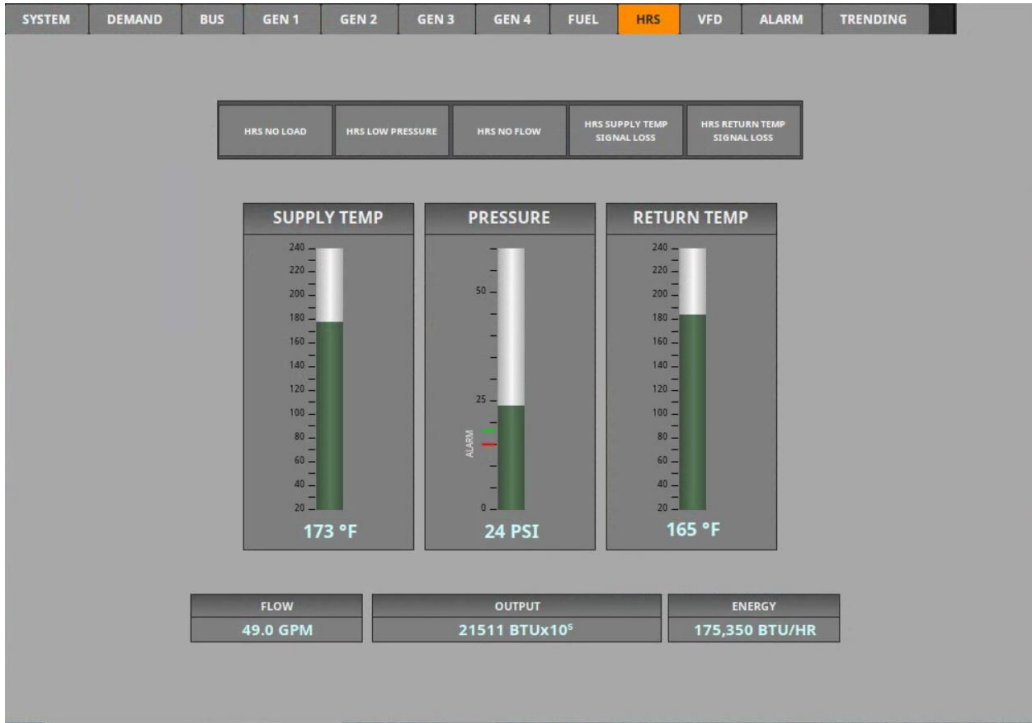 SYSTEM DEMAND BUS GEN 1 GEN 2 GEN 3 GEN 4 FUEL HRS VFD ALARM TRENDING
HRS NO LOAD
HRS LOW PRESSURE
HRS NO FLOW
HRS SUPPLY TEMP
SIGNAL LOSS
HRS RETURN TEMP
SIGNAL LOSS
SUPPLY TEMP
240
220
200
180
160
140
120
100
80
60
40
20
173 °F
PRESSURE
50
25
ALARM
0
24 PSI
RETURN TEMP
240
220
200
180
160
140
120
100
80
60
40
20
165 °F
FLOW
49.0 GPM
OUTPUT
21511 BTUx10⁵
ENERGY
175,350 BTU/HR